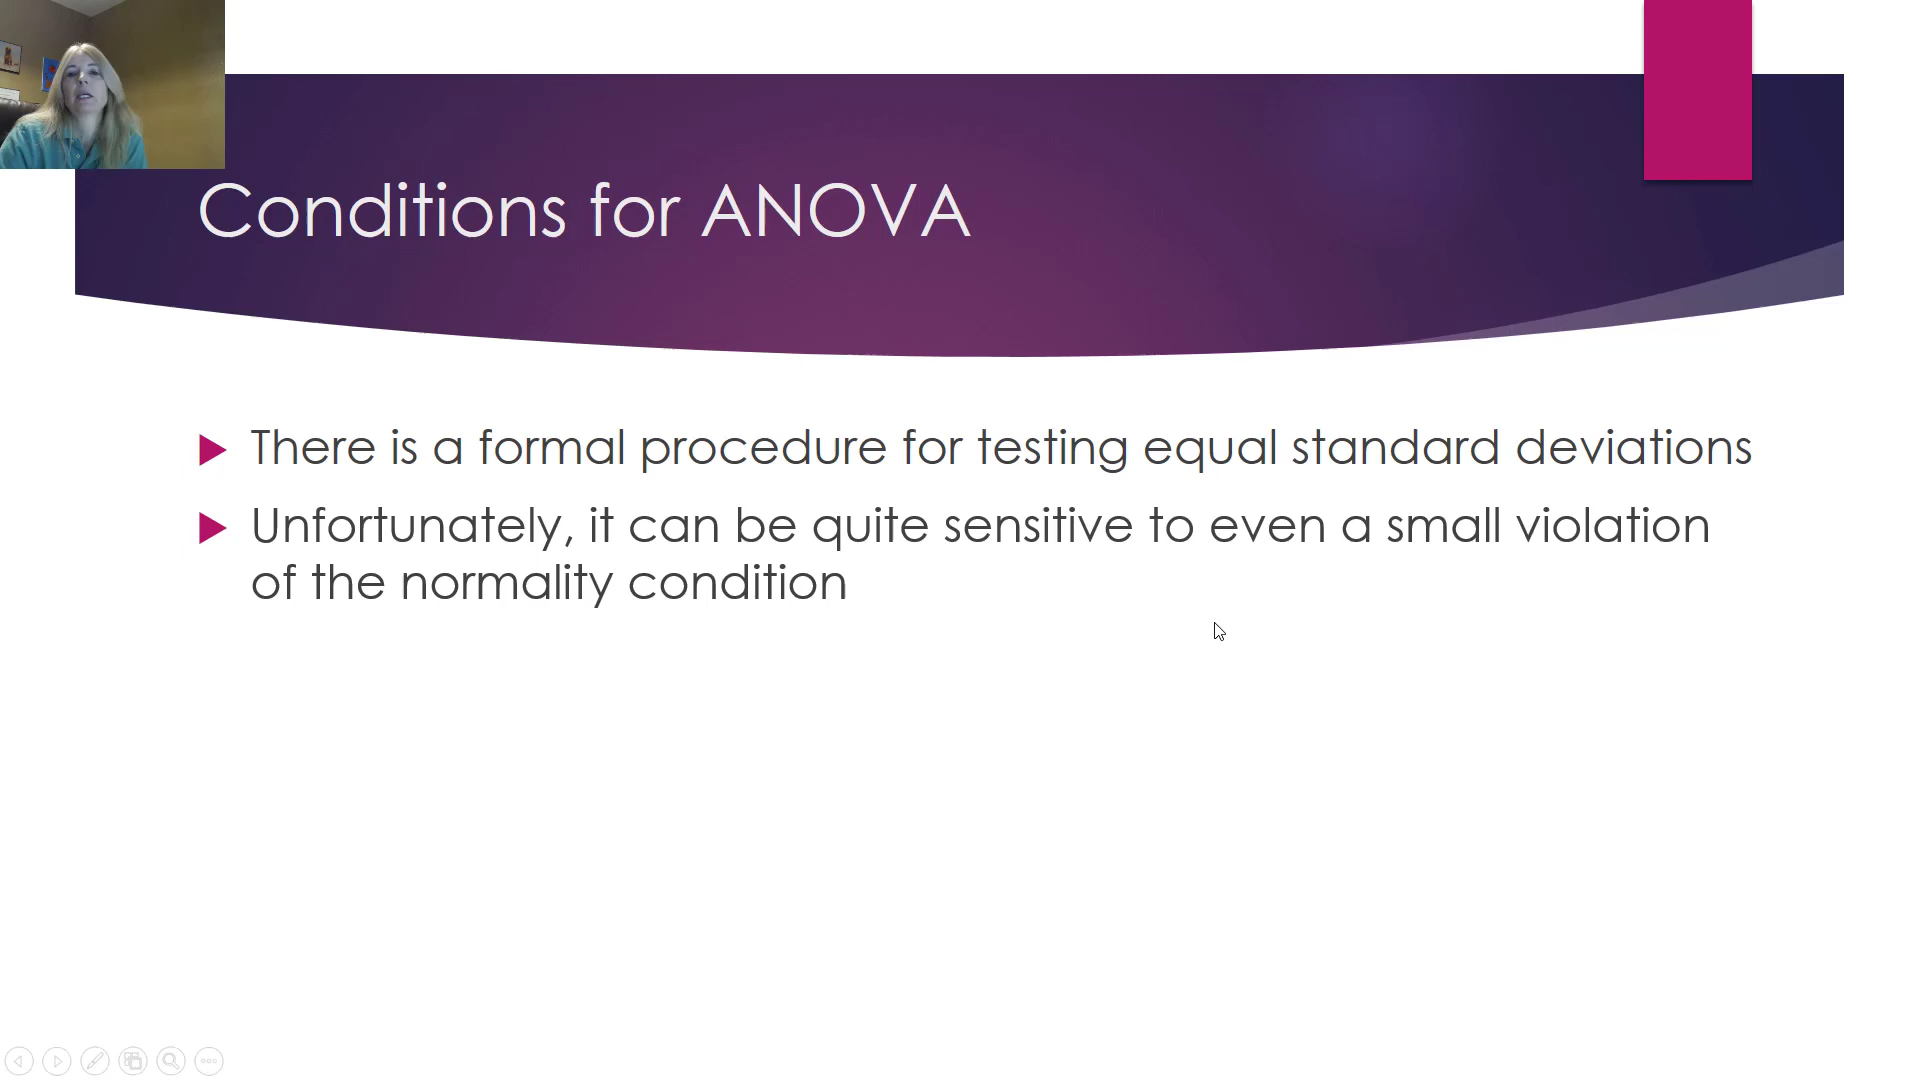 Conditions for ANOVA
There is a formal procedure for testing equal standard deviations
Unfortunately, it can be quite sensitive to even a small violation
of the normality condition